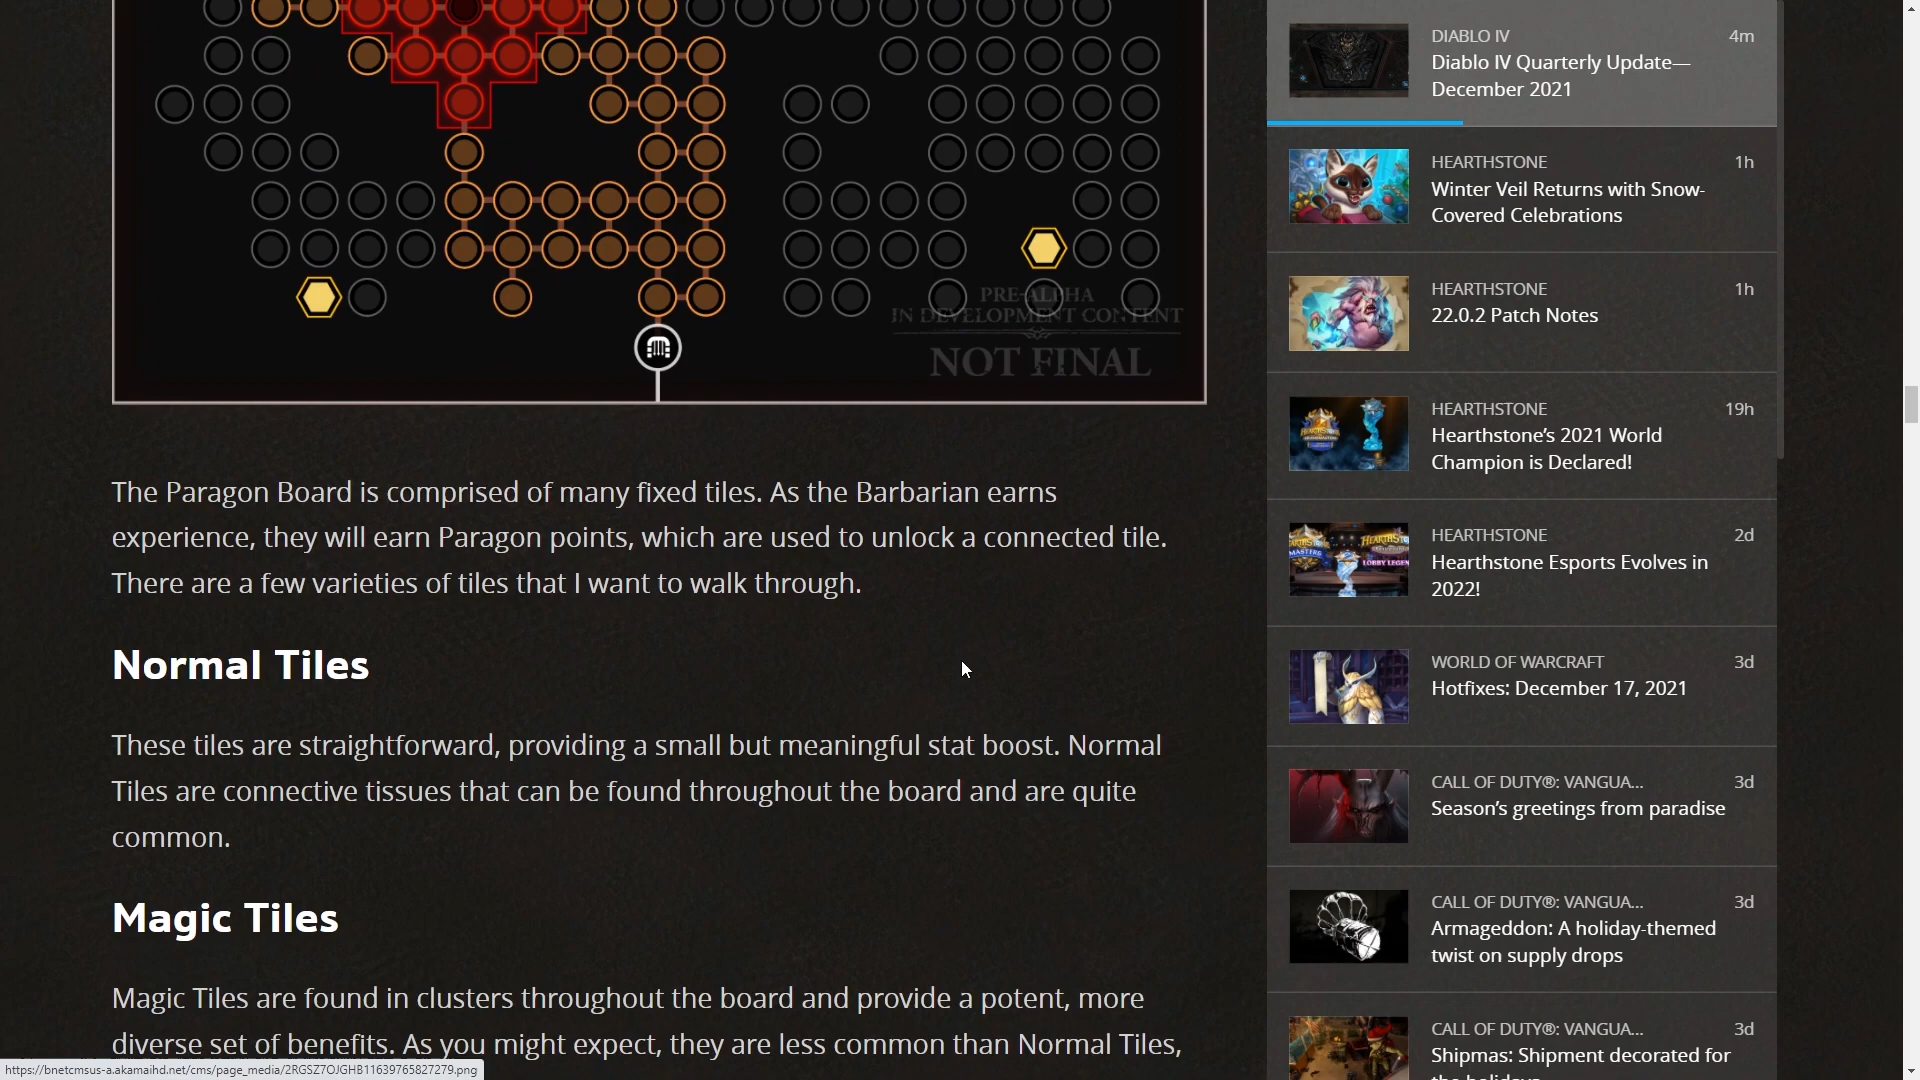 PRE-ALPHA
IN DEVELOPMENT CONTENT
NOT FINAL
The Paragon Board is comprised of many fixed tiles. As the Barbarian earns
experience, they will earn Paragon points, which are used to unlock a connected tile.
There are a few varieties of tiles that I want to walk through.
Normal Tiles
These tiles are straightforward, providing a small but meaningful stat boost. Normal
Tiles are connective tissues that can be found throughout the board and are quite
common.
Magic Tiles
Magic Tiles are found in clusters throughout the board and provide a potent, more
diverse set of benefits. As you might expect, they are less common than Normal Tiles,
https://bnetcmsus-a.akamaihd.net/cms/page_media/2RGSZ7OJGHB11639765827279.png
DIABLO IV 4m
Diablo IV Quarterly Update—
December 2021
HEARTHSTONE 1h
Winter Veil Returns with Snow-
Covered Celebrations
HEARTHSTONE 1h
22.0.2 Patch Notes
HEARTHSTONE 19h
Hearthstone’s 2021 World
Champion is Declared!
HEARTHSTONE 2d
Hearthstone Esports Evolves in
2022!
WORLD OF WARCRAFT 3d
Hotfixes: December 17, 2021
CALL OF DUTY®: VANGUA... 3d
Season’s greetings from paradise
CALL OF DUTY®: VANGUA... 3d
Armageddon: A holiday-themed
twist on supply drops
CALL OF DUTY®: VANGUA... 3d
Shipmas: Shipment decorated for